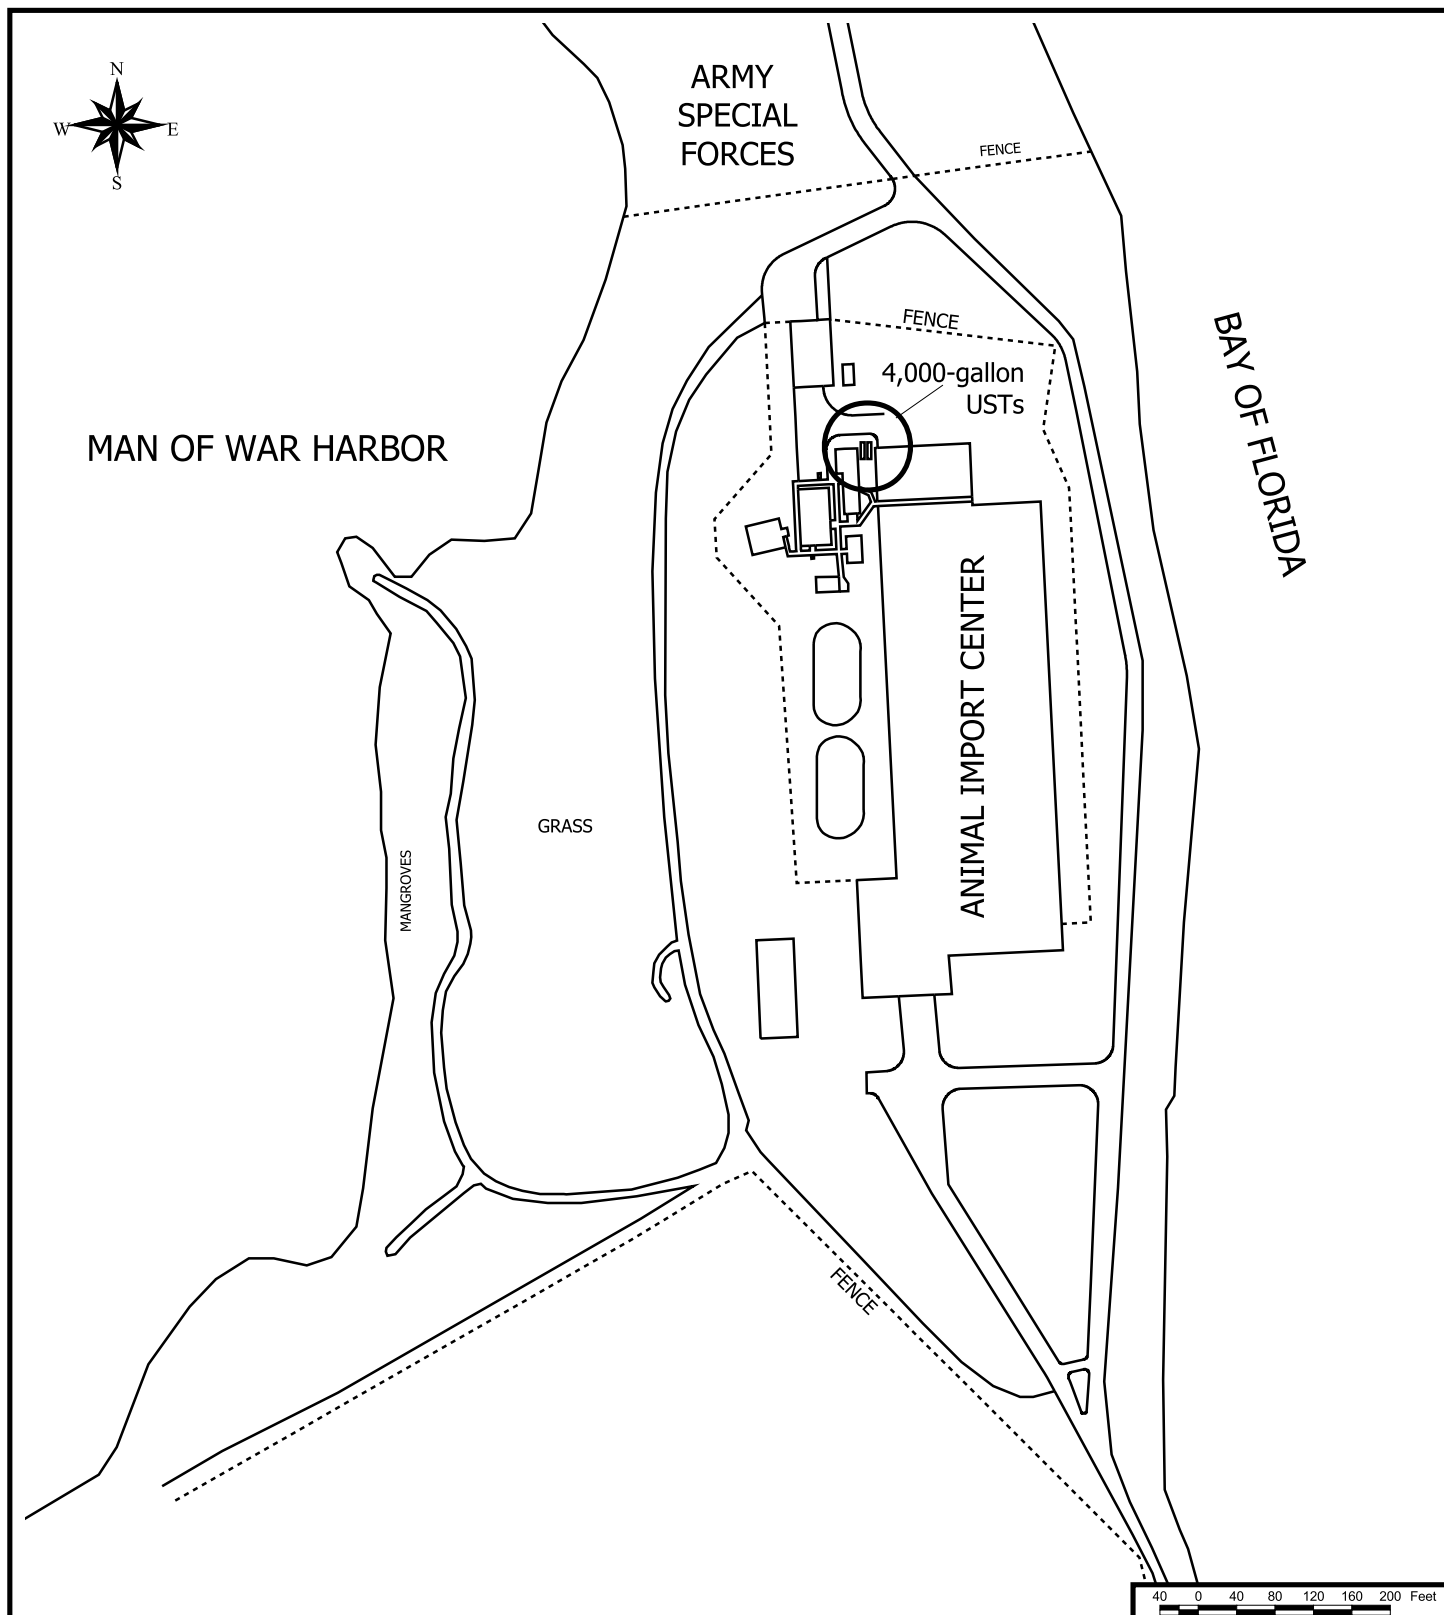 N
W E
S
ARMY
SPECIAL
FORCES
FENCE
BAY OF FLORIDA
FENCE
4,000-gallon
USTs
MAN OF WAR HARBOR
ANIMAL IMPORT CENTER
GRASS
MANGROVES
FENCE
40 0 40 80 120 160 200 Feet